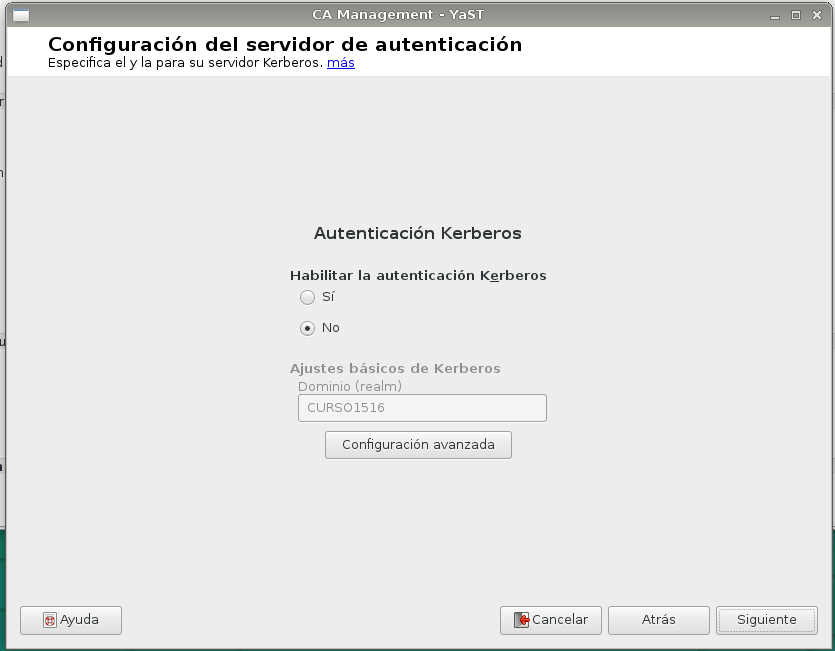 CA Management - YaST
Configuración del servidor de autenticación
Especifica el y la para su servidor Kerberos. más
Autenticación Kerberos
Habilitar la autenticación Kerberos
Sí
No
Ajustes básicos de Kerberos
Dominio (realm)
CURSO1516
Configuración avanzada
Ayuda
Cancelar
Atrás
Siguiente